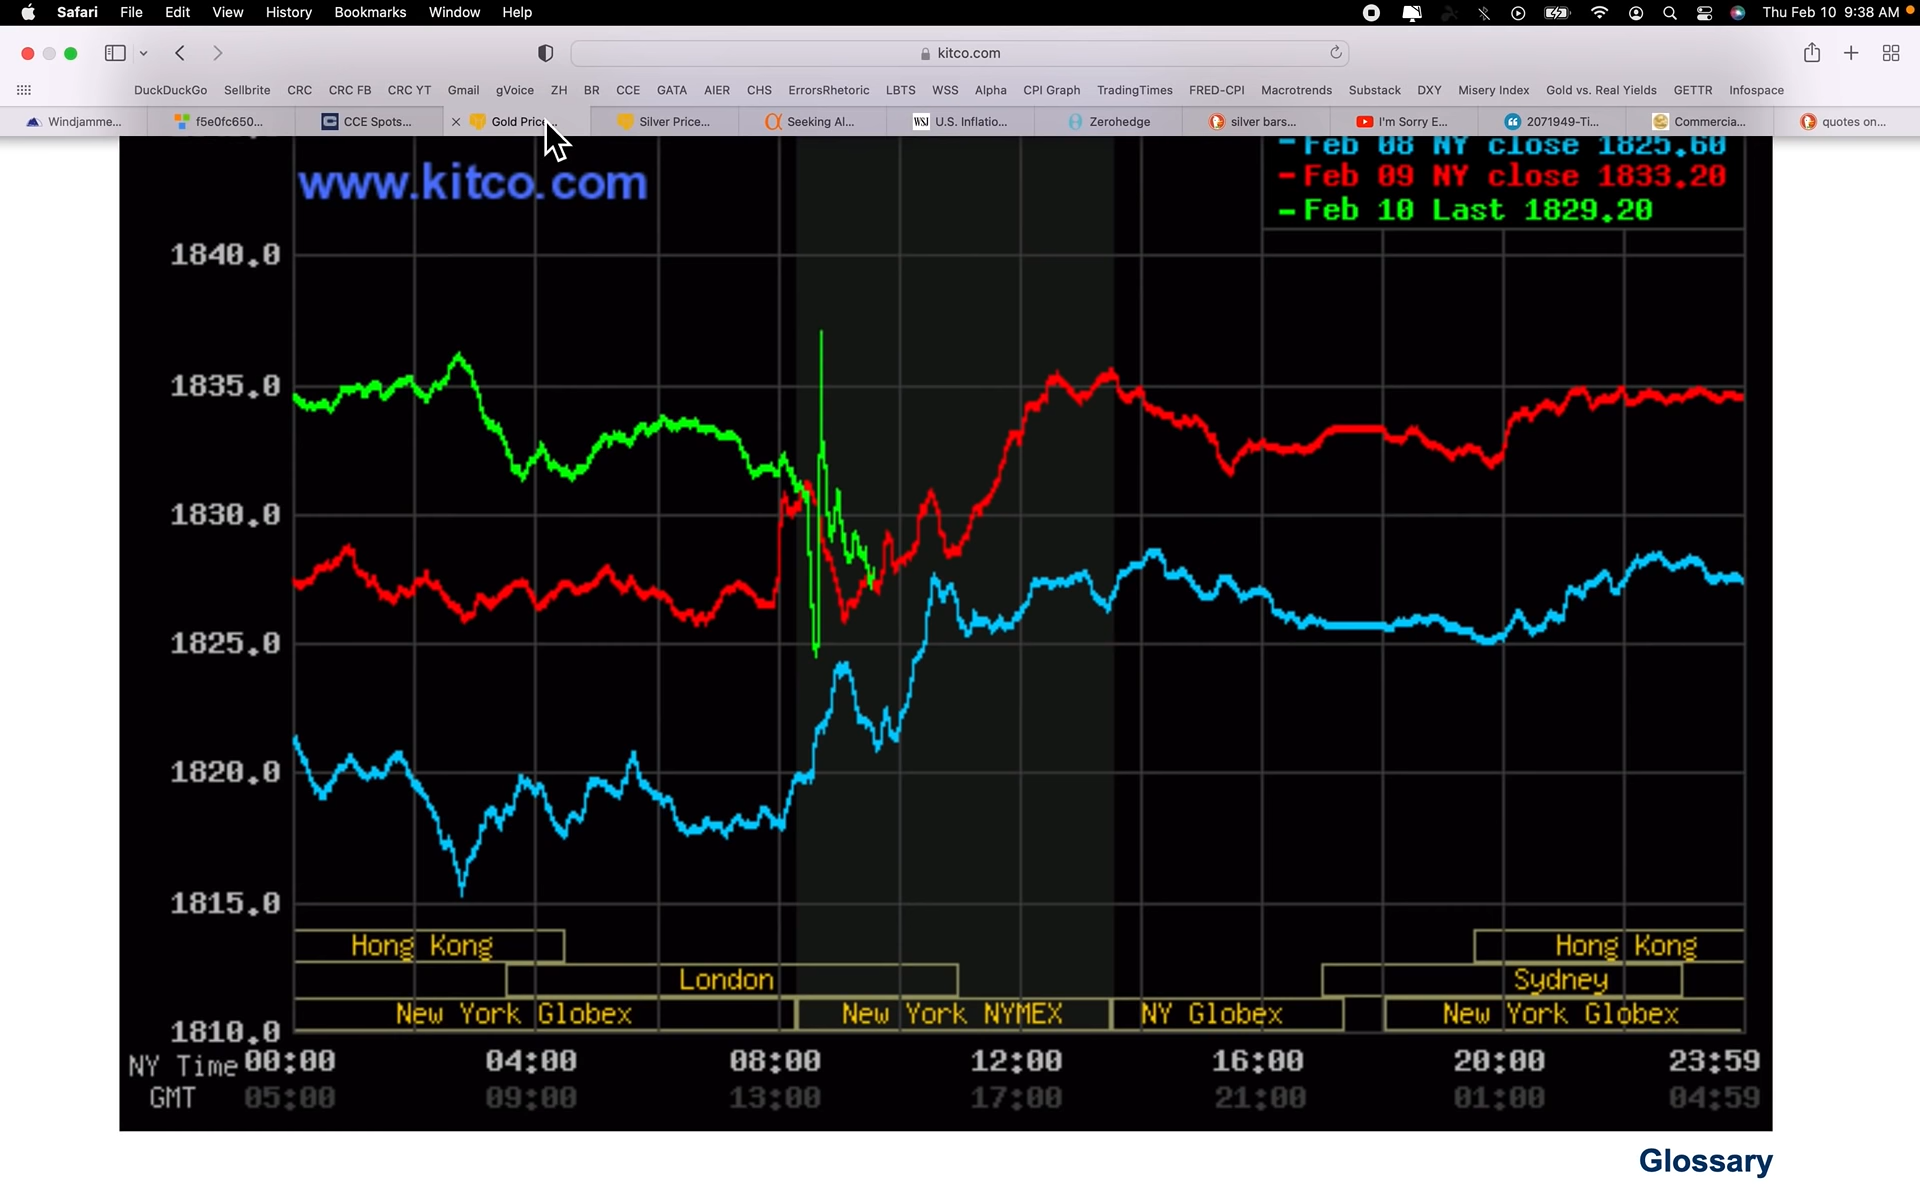 Safari File Edit View History Bookmarks Window Help Thu Feb 10 9:38 AM
kitco.com
DuckDuckGo Sellbrite CRC CRC FB CRC YT Gmail gVoice ZH BR CCE GATA AIER CHS ErrorsRhetoric LBTS WSS Alpha CPI Graph TradingTimes FRED-CPI Macrotrends Substack DXY Misery Index Gold vs. Real Yields GETTR Infospace
Windjamme... f5e0fc650... CCE Spots... Gold Pric Silver Price... Seeking Al... WSJ U.S. Inflatio... Zerohedge silver bars... I'm Sorry E... 2071949-Ti... Commercia... quotes on...
www.kitco.com
Feb 08 NY close 1825.60
Feb 09 NY close 1833.20
Feb 10 Last 1829.20
1840.0
1835.0
1830.0
1825.0
1820.0
1815.0
1810.0
Hong Kong Hong Kong
London Sydney
New York Globex New York NYMEX NY Globex New York Globex
NY Time 00:00 04:00 08:00 12:00 16:00 20:00 23:59
GMT 05:00 09:00 13:00 17:00 21:00 01:00 04:59
Glossary